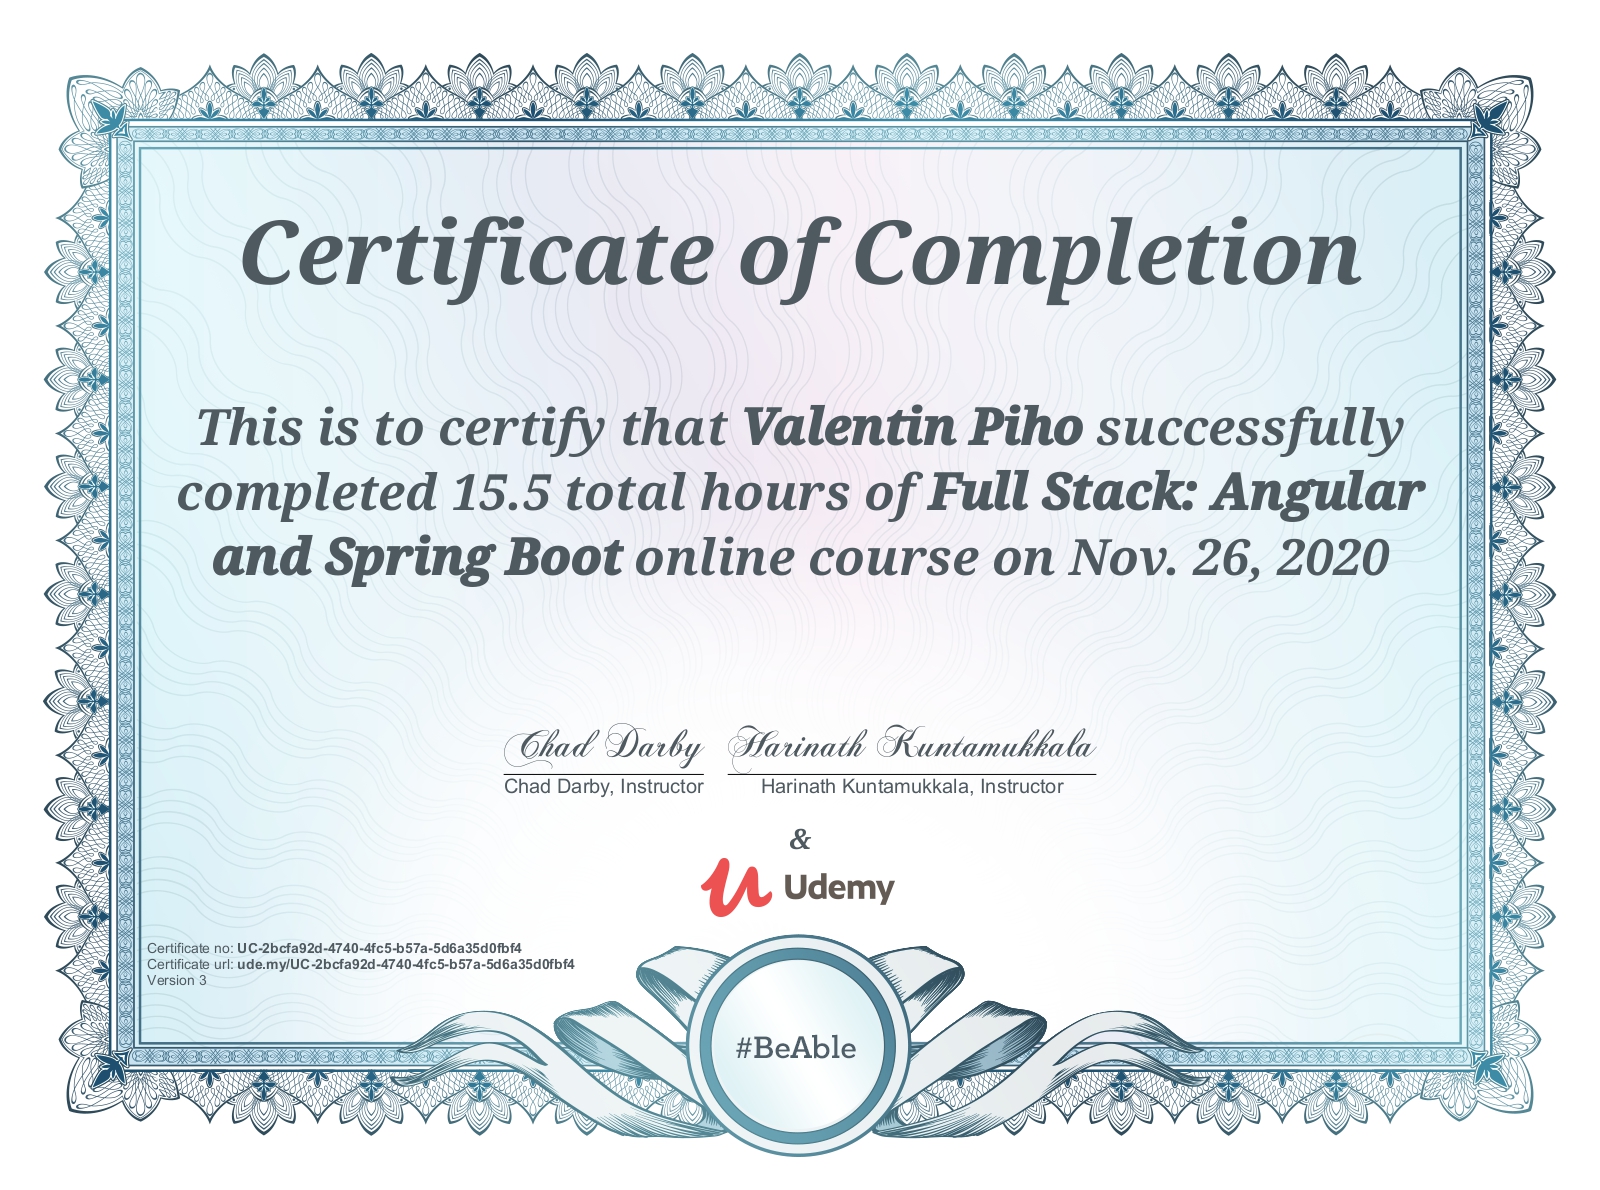 Certificate of Completion
This is to certify that Valentin Piho successfully
completed 15.5 total hours of Full Stack: Angular
and Spring Boot online course on Nov. 26, 2020
Chad Darby Harinath Kuntamukkala
Chad Darby, Instructor Harinath Kuntamukkala, Instructor
&
Udemy
Certificate no: UC-2bcfa92d-4740-4fc5-b57a-5d6a35d0fbf4
Certificate url: ude.my/UC-2bcfa92d-4740-4fc5-b57a-5d6a35d0fbf4
Version 3
#BeAble